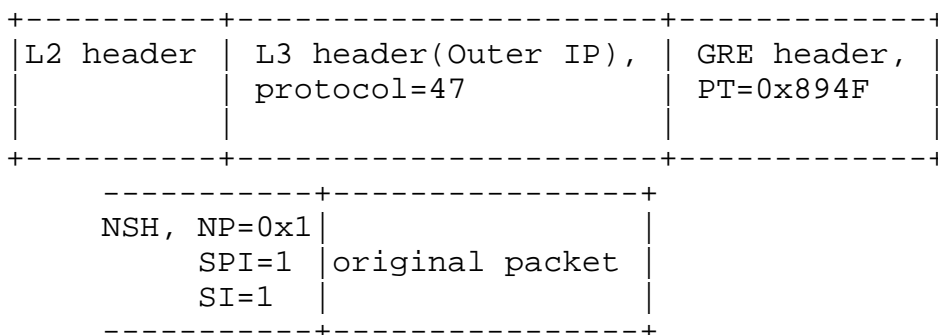 L2 header | L3 header(Outer IP), | GRE header,
protocol=47 | PT=0x894F
NSH, NP=0x1
SPI=1 original packet
SI=1